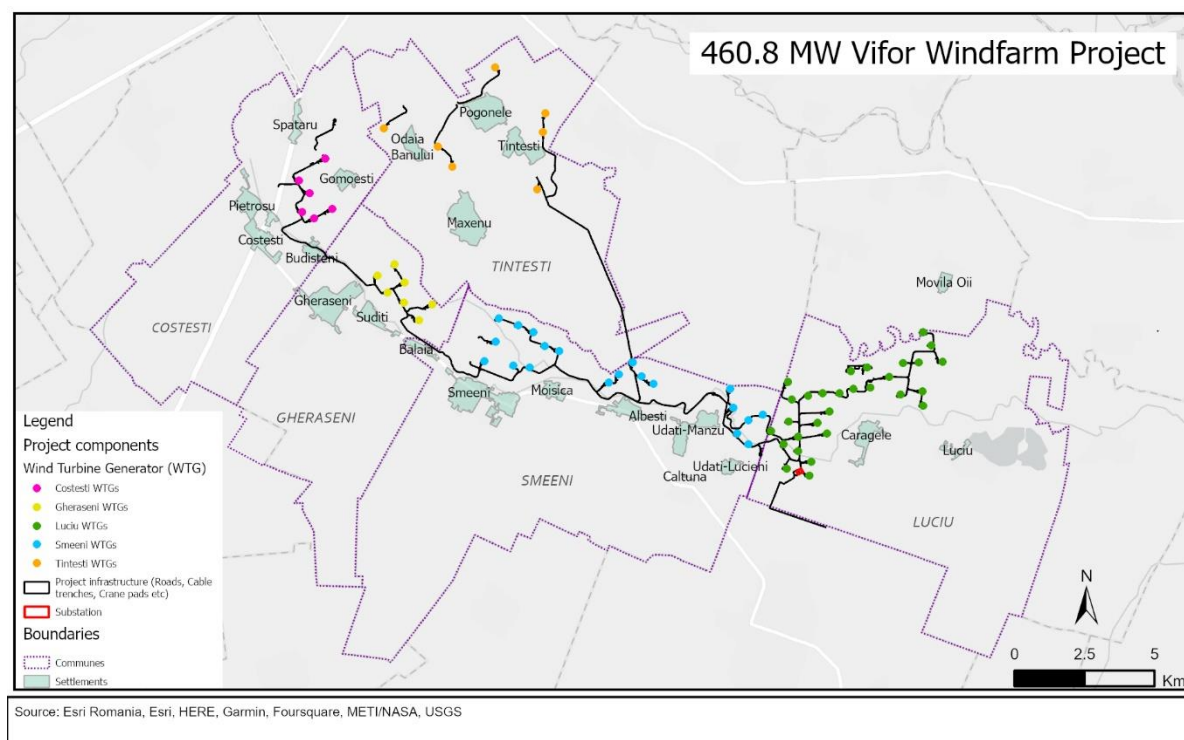 460.8 MW Vifor Windfarm Project
Spataru
Pogonele
Odaia
Banului
Tintesti
Gomoesti
Pietrosu
Costesti
Maxenu
Budisteni
TINTESTI
Movila Oii
Gheraseni
Suditi
COSTESTI
Balaia
Smeeni
Moisica
GHERASENI
Albesti
Udati-Manzu
Caragele
Luciu
Udati-Lucieni
Caltuna
SMEENI
LUCIU
Legend
Project components
Wind Turbine Generator (WTG)
Costesti WTGs
Gheraseni WTGs
Luciu WTGs
Smeeni WTGs
Tintesti WTGs
Project infrastructure (Roads, Cable
trenches, Crane pads etc)
Substation
Boundaries
Communes
Settlements
N
0 2.5 5
Km
Source: Esri Romania, Esri, HERE, Garmin, Foursquare, METI/NASA, USGS